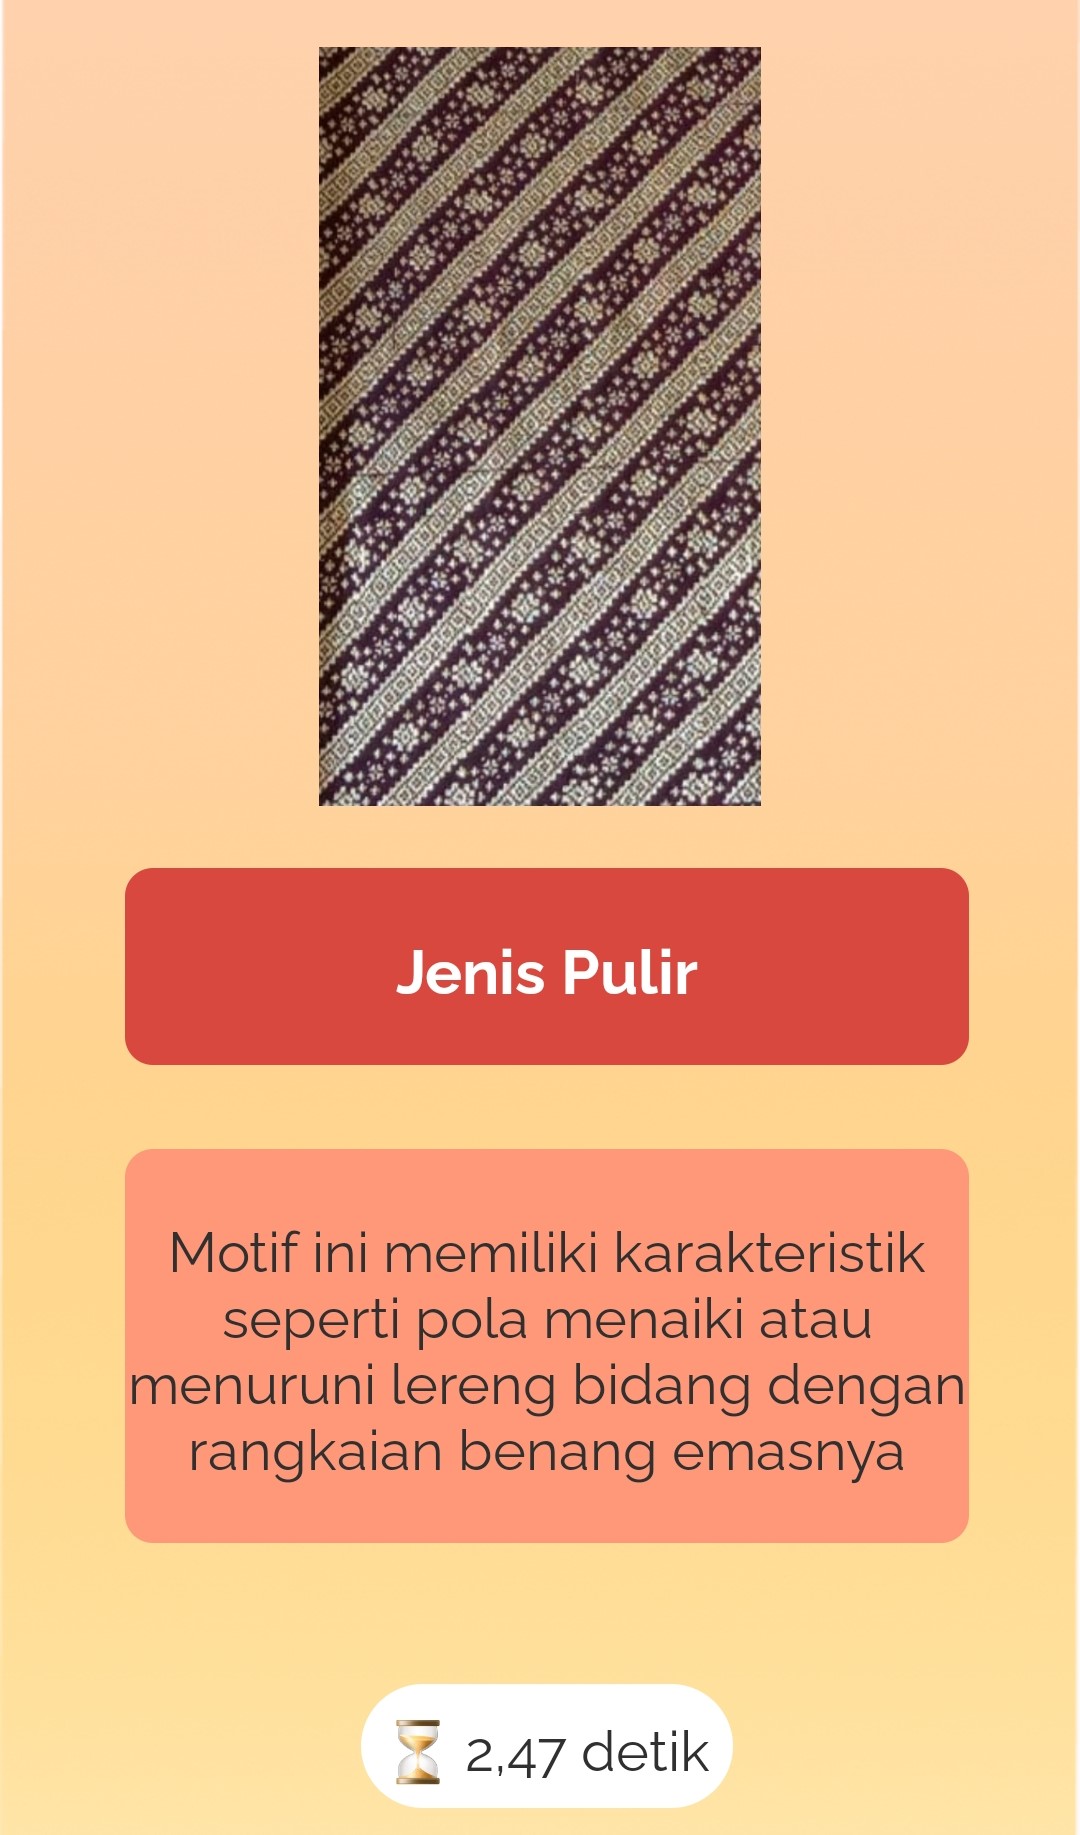 Jenis Pulir
Motif ini memiliki karakteristik
seperti pola menaiki atau
menuruni lereng bidang dengan
rangkaian benang emasnya
2,47 detik